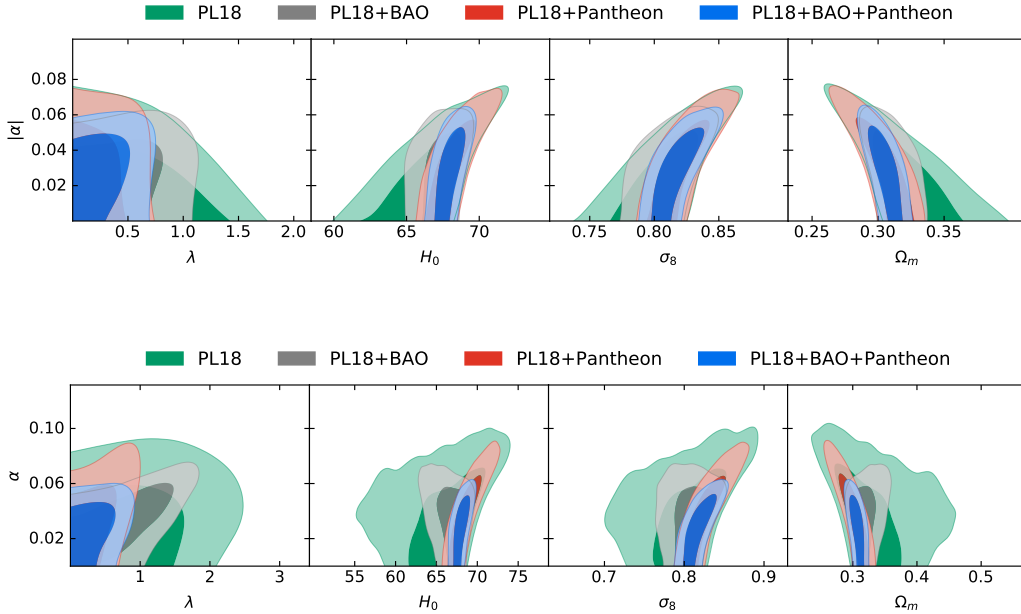 PL18 PL18+BAO PL18+Pantheon PL18+BAO+Pantheon
0.08
0.06
0.04
0.02
|α|
0.5 1.0 1.5 2.0 60 65 70 0.75 0.80 0.85 0.25 0.30 0.35
λ H₀ σ₈ Ωₘ
PL18 PL18+BAO PL18+Pantheon PL18+BAO+Pantheon
0.10
0.06
0.02
α
1 2 3 55 60 65 70 75 0.7 0.8 0.9 0.3 0.4 0.5
λ H₀ σ₈ Ωₘ